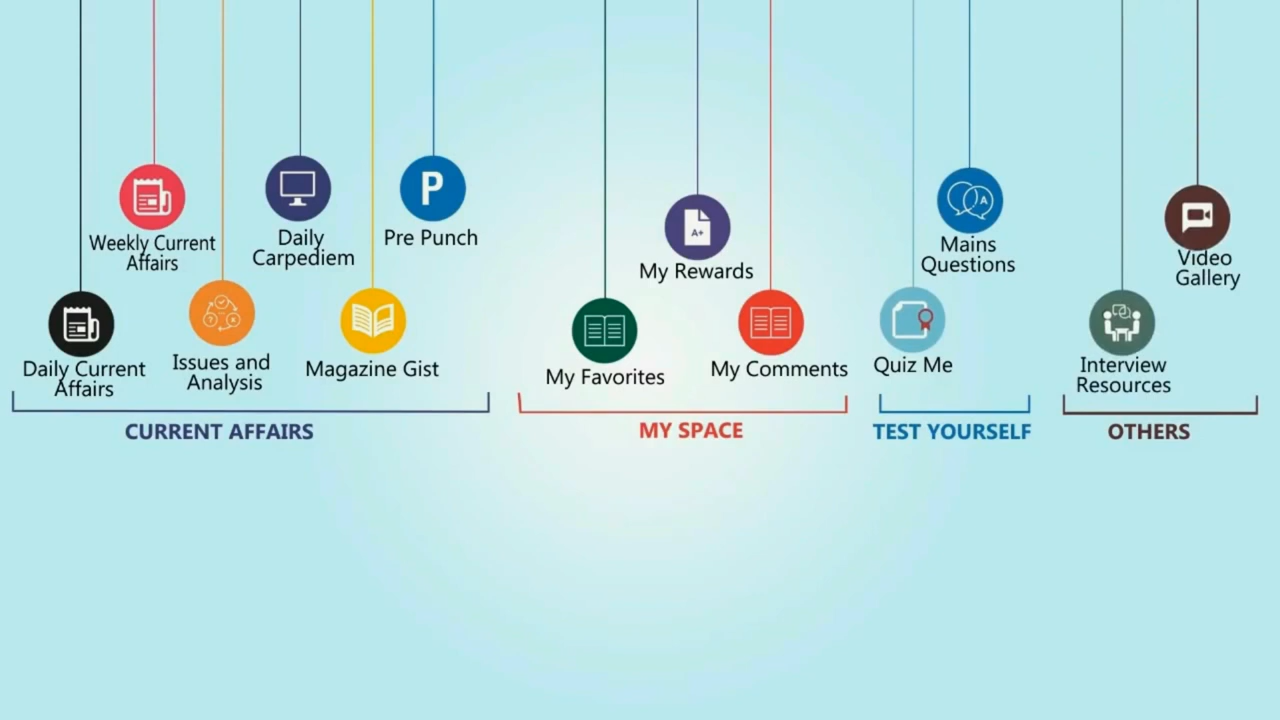 Weekly Current
Affairs
Daily
Carpediem
P
Pre Punch
Daily Current
Affairs
Issues and
Analysis
Magazine Gist
CURRENT AFFAIRS
A+
My Rewards
My Favorites
My Comments
MY SPACE
A
Mains
Questions
Quiz Me
TEST YOURSELF
Video
Gallery
Interview
Resources
OTHERS